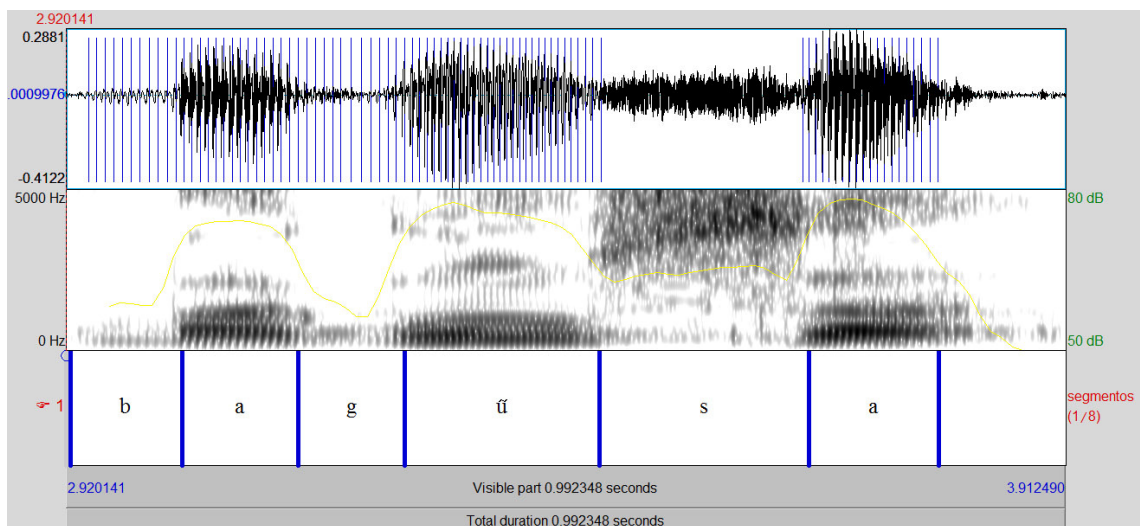 2.920141
0.2881
.0009976
-0.4122
5000 Hz
80 dB
0 Hz
50 dB
1
b a g ű s a
segmentos
(1/8)
2.920141 Visible part 0.992348 seconds 3.912490
Total duration 0.992348 seconds